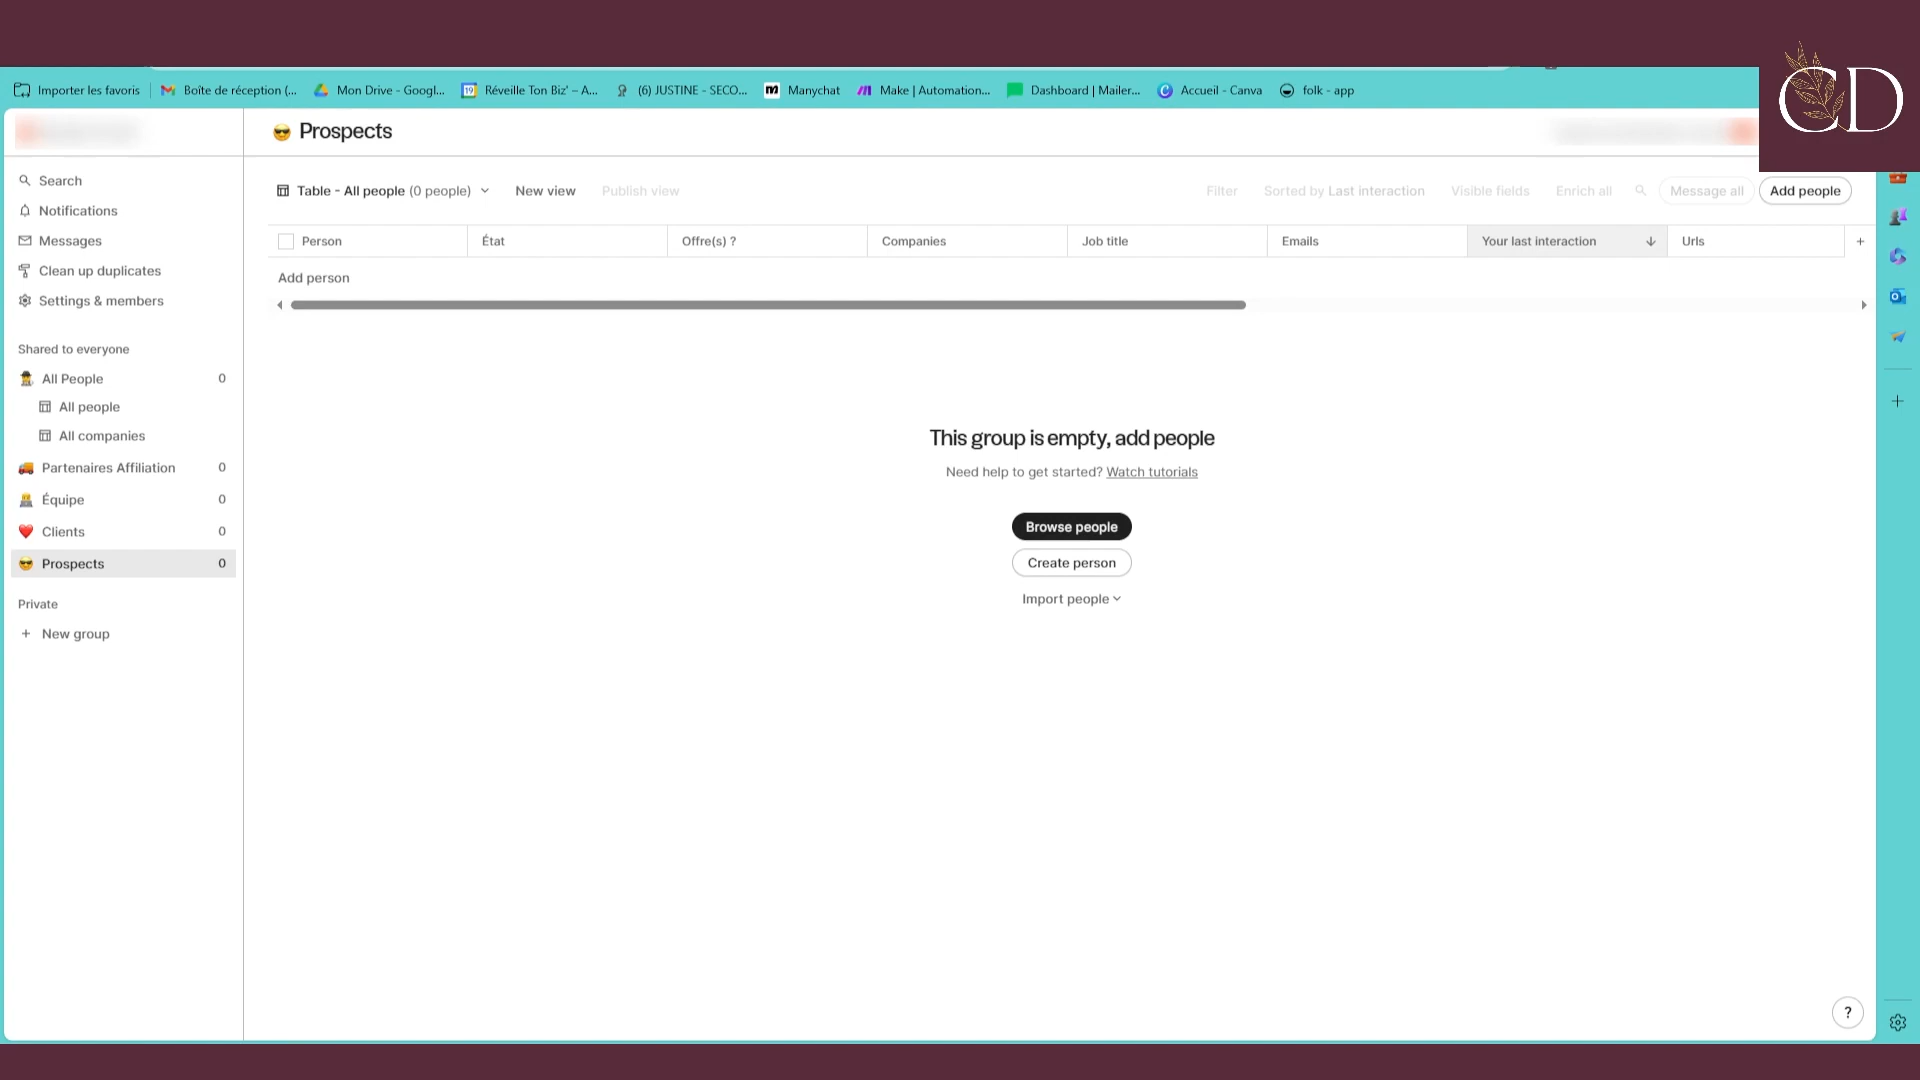 Importer les favoris
Boîte de réception (...
Mon Drive - Googl...
Réveille Ton Biz' – A...
(6) JUSTINE - SECO...
Manychat
Make | Automation...
Dashboard | Mailer...
Accueil - Canva
folk - app
CD
Prospects
Search
Notifications
Messages
Clean up duplicates
Settings & members
Shared to everyone
All People 0
All people
All companies
Partenaires Affiliation 0
Équipe 0
Clients 0
Prospects 0
Private
+ New group
Table - All people (0 people)
New view
Publish view
Filter
Sorted by Last interaction
Visible fields
Enrich all
Message all
Add people
Person
État
Offre(s) ?
Companies
Job title
Emails
Your last interaction
Urls
+
Add person
This group is empty, add people
Need help to get started? Watch tutorials
Browse people
Create person
Import people
?